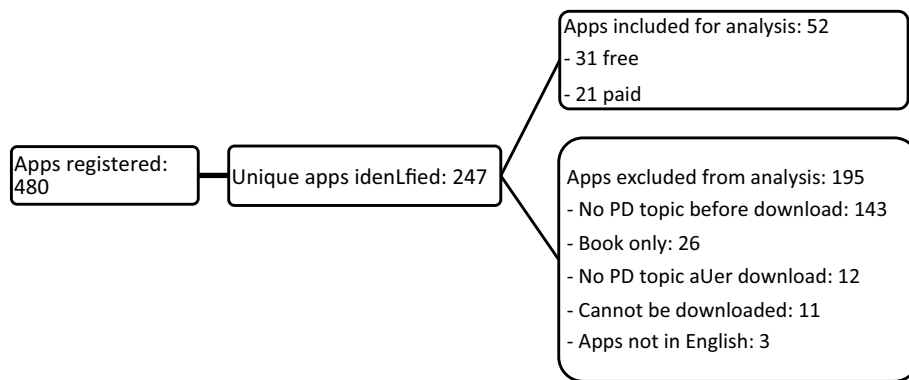 Apps registered:
480
Unique apps idenLfied: 247
Apps included for analysis: 52
- 31 free
- 21 paid
Apps excluded from analysis: 195
- No PD topic before download: 143
- Book only: 26
- No PD topic aUer download: 12
- Cannot be downloaded: 11
- Apps not in English: 3